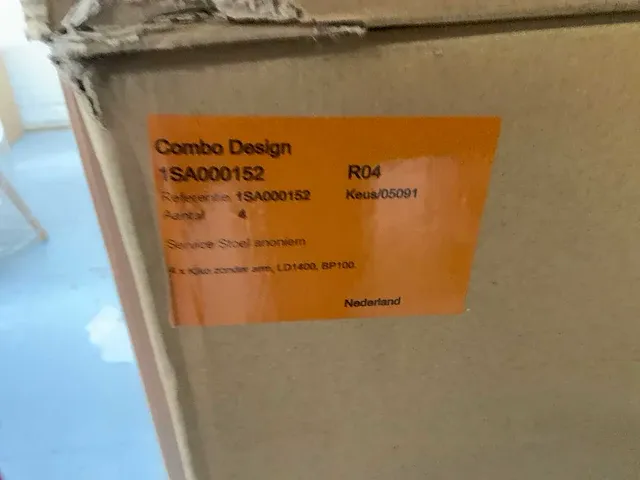 Combo Design
1SA000152 R04
Referentie 1SA000152 Keus/05091
Aantal 4
Service Stoel anoniem
4 x Kiko zonder arm, LD1400, BP100.
Nederland